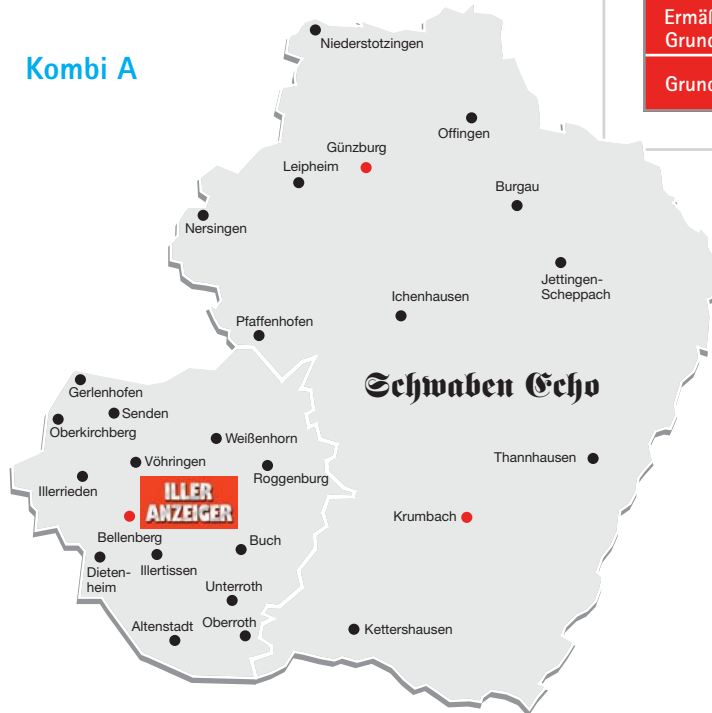 Kombi A
Niederstotzingen
Offingen
Günzburg
Leipheim
Burgau
Nersingen
Jettingen-
Scheppach
Ichenhausen
Pfaffenhofen
Schwaben Echo
Gerlenhofen
Senden
Oberkirchberg
Weißenhorn
Vöhringen
Roggenburg
Thannhausen
Illerrieden
ILLER
ANZEIGER
Krumbach
Bellenberg
Buch
Illertissen
Dieten-
heim
Unterroth
Altenstadt
Oberroth
Kettershausen